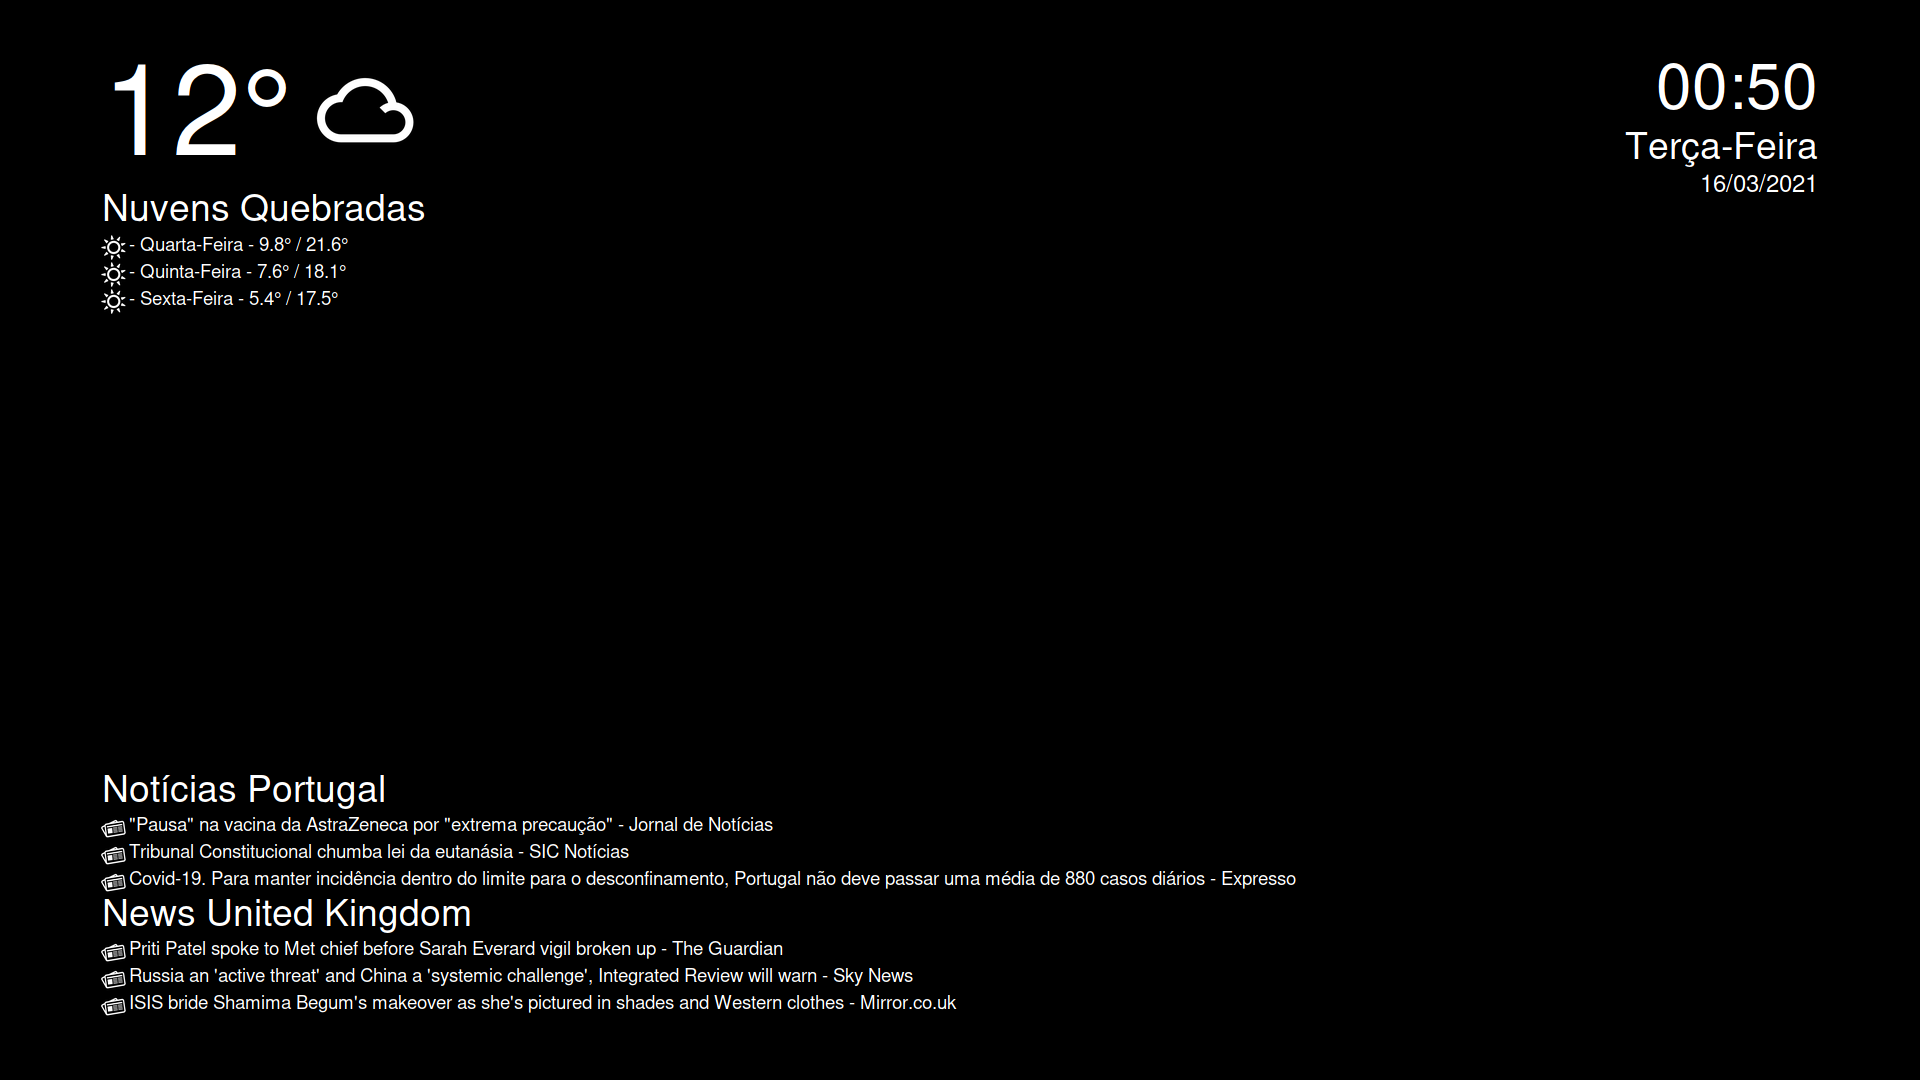 12°
Nuvens Quebradas
- Quarta-Feira - 9.8° / 21.6°
- Quinta-Feira - 7.6° / 18.1°
- Sexta-Feira - 5.4° / 17.5°
00:50
Terça-Feira
16/03/2021
Notícias Portugal
"Pausa" na vacina da AstraZeneca por "extrema precaução" - Jornal de Notícias
Tribunal Constitucional chumba lei da eutanásia - SIC Notícias
Covid-19. Para manter incidência dentro do limite para o desconfinamento, Portugal não deve passar uma média de 880 casos diários - Expresso
News United Kingdom
Priti Patel spoke to Met chief before Sarah Everard vigil broken up - The Guardian
Russia an 'active threat' and China a 'systemic challenge', Integrated Review will warn - Sky News
ISIS bride Shamima Begum's makeover as she's pictured in shades and Western clothes - Mirror.co.uk